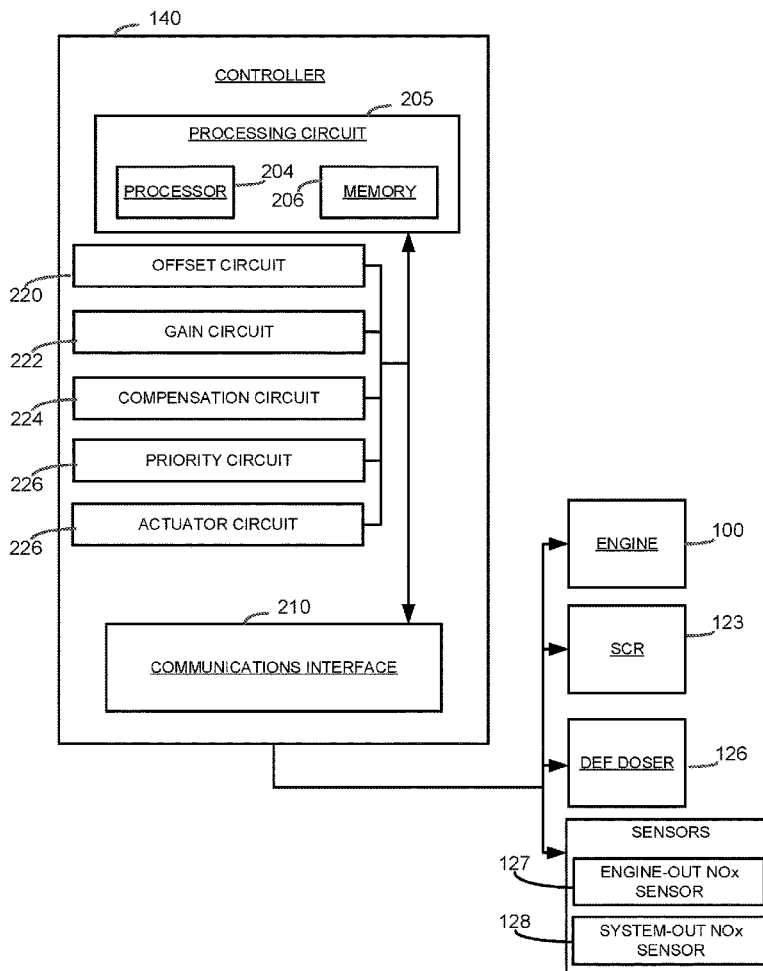 140
CONTROLLER
205
PROCESSING CIRCUIT
204
PROCESSOR
206
MEMORY
OFFSET CIRCUIT
220
GAIN CIRCUIT
222
COMPENSATION CIRCUIT
224
PRIORITY CIRCUIT
226
ACTUATOR CIRCUIT
226
210
COMMUNICATIONS INTERFACE
ENGINE
100
SCR
123
DEF DOSER
126
SENSORS
127
ENGINE-OUT NOx
SENSOR
128
SYSTEM-OUT NOx
SENSOR